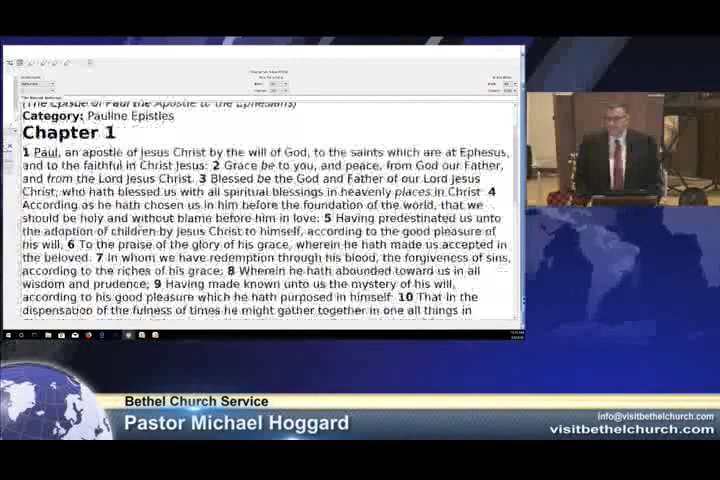 (The Epistle of Paul the Apostle to the Ephesians)
Category: Pauline Epistles
Chapter 1
1 Paul, an apostle of Jesus Christ by the will of God, to the saints which are at Ephesus,
and to the faithful in Christ Jesus: 2 Grace be to you, and peace, from God our Father,
and from the Lord Jesus Christ. 3 Blessed be the God and Father of our Lord Jesus
Christ, who hath blessed us with all spiritual blessings in heavenly places in Christ: 4
According as he hath chosen us in him before the foundation of the world, that we
should be holy and without blame before him in love: 5 Having predestinated us unto
the adoption of children by Jesus Christ to himself, according to the good pleasure of
his will, 6 To the praise of the glory of his grace, wherein he hath made us accepted in
the beloved. 7 In whom we have redemption through his blood, the forgiveness of sins,
according to the riches of his grace; 8 Wherein he hath abounded toward us in all
wisdom and prudence; 9 Having made known unto us the mystery of his will,
according to his good pleasure which he hath purposed in himself: 10 That in the
dispensation of the fulness of times he might gather together in one all things in
Bethel Church Service
Pastor Michael Hoggard
info@visitbethelchurch.com
visitbethelchurch.com